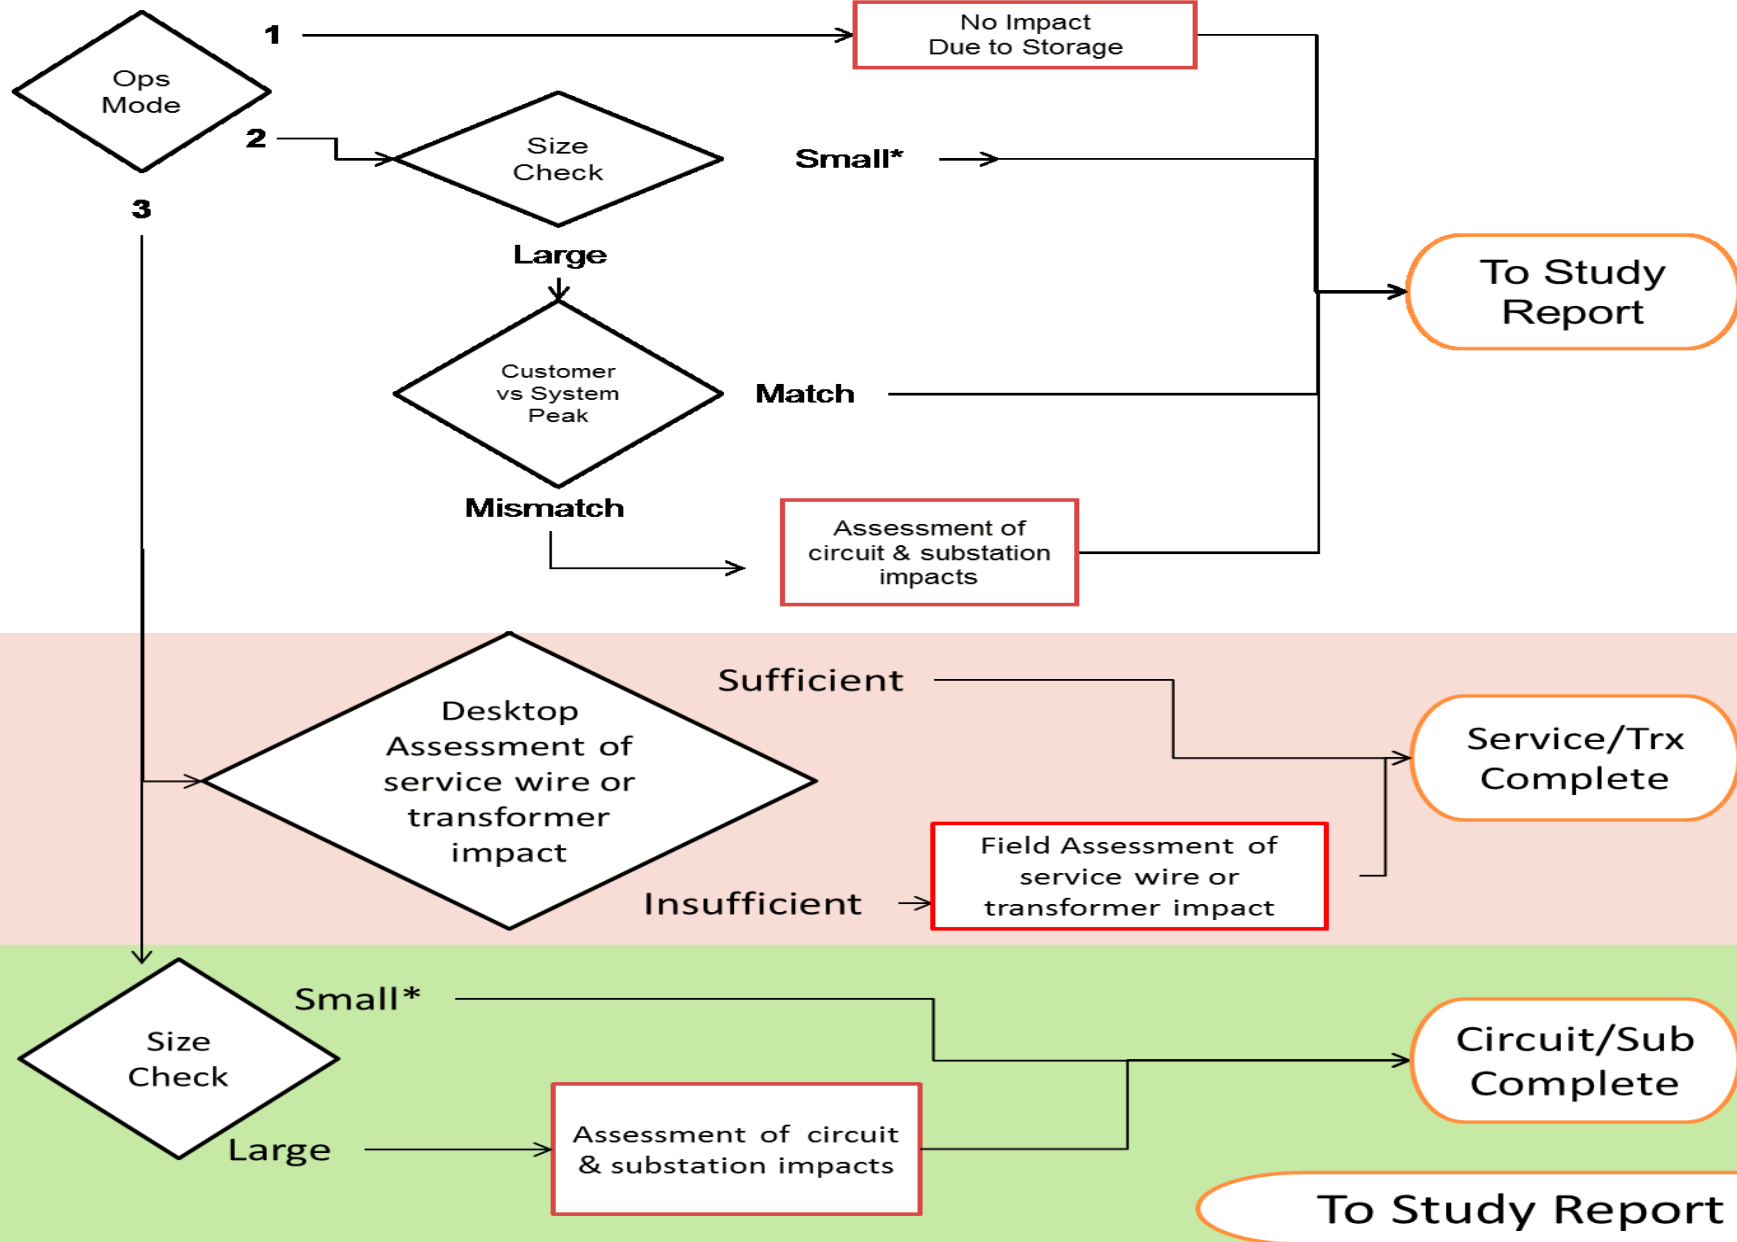 1
No Impact
Due to Storage
Ops
Mode
2
Size
Check
Small*
3
Large
To Study
Report
Customer
vs System
Peak
Match
Mismatch
Assessment of
circuit & substation
impacts
Sufficient
Desktop
Assessment of
service wire or
transformer
impact
Service/Trx
Complete
Field Assessment of
service wire or
transformer impact
Insufficient
Small*
Size
Check
Circuit/Sub
Complete
Large
Assessment of circuit
& substation impacts
To Study Report